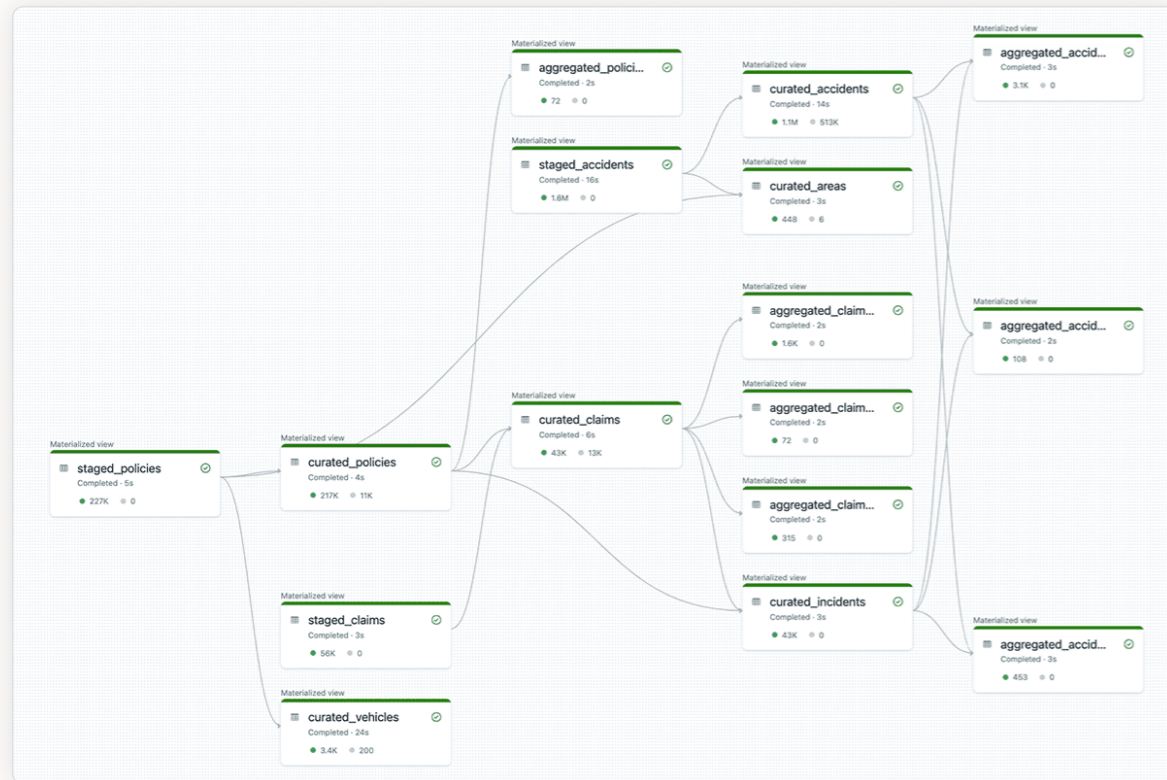 Materialized view
aggregated_polici...
Completed · 2s
72 0
Materialized view
staged_accidents
Completed · 16s
1.6M 0
Materialized view
curated_accidents
Completed · 14s
1.1M 513K
Materialized view
curated_areas
Completed · 3s
448 6
Materialized view
aggregated_accid...
Completed · 3s
3.1K 0
Materialized view
aggregated_claim...
Completed · 2s
1.6K 0
Materialized view
aggregated_accid...
Completed · 2s
108 0
Materialized view
curated_claims
Completed · 6s
43K 13K
Materialized view
aggregated_claim...
Completed · 2s
72 0
Materialized view
staged_policies
Completed · 5s
227K 0
Materialized view
curated_policies
Completed · 4s
217K 11K
Materialized view
aggregated_claim...
Completed · 2s
315 0
Materialized view
curated_incidents
Completed · 3s
43K 0
Materialized view
staged_claims
Completed · 3s
56K 0
Materialized view
aggregated_accid...
Completed · 3s
453 0
Materialized view
curated_vehicles
Completed · 24s
3.4K 200